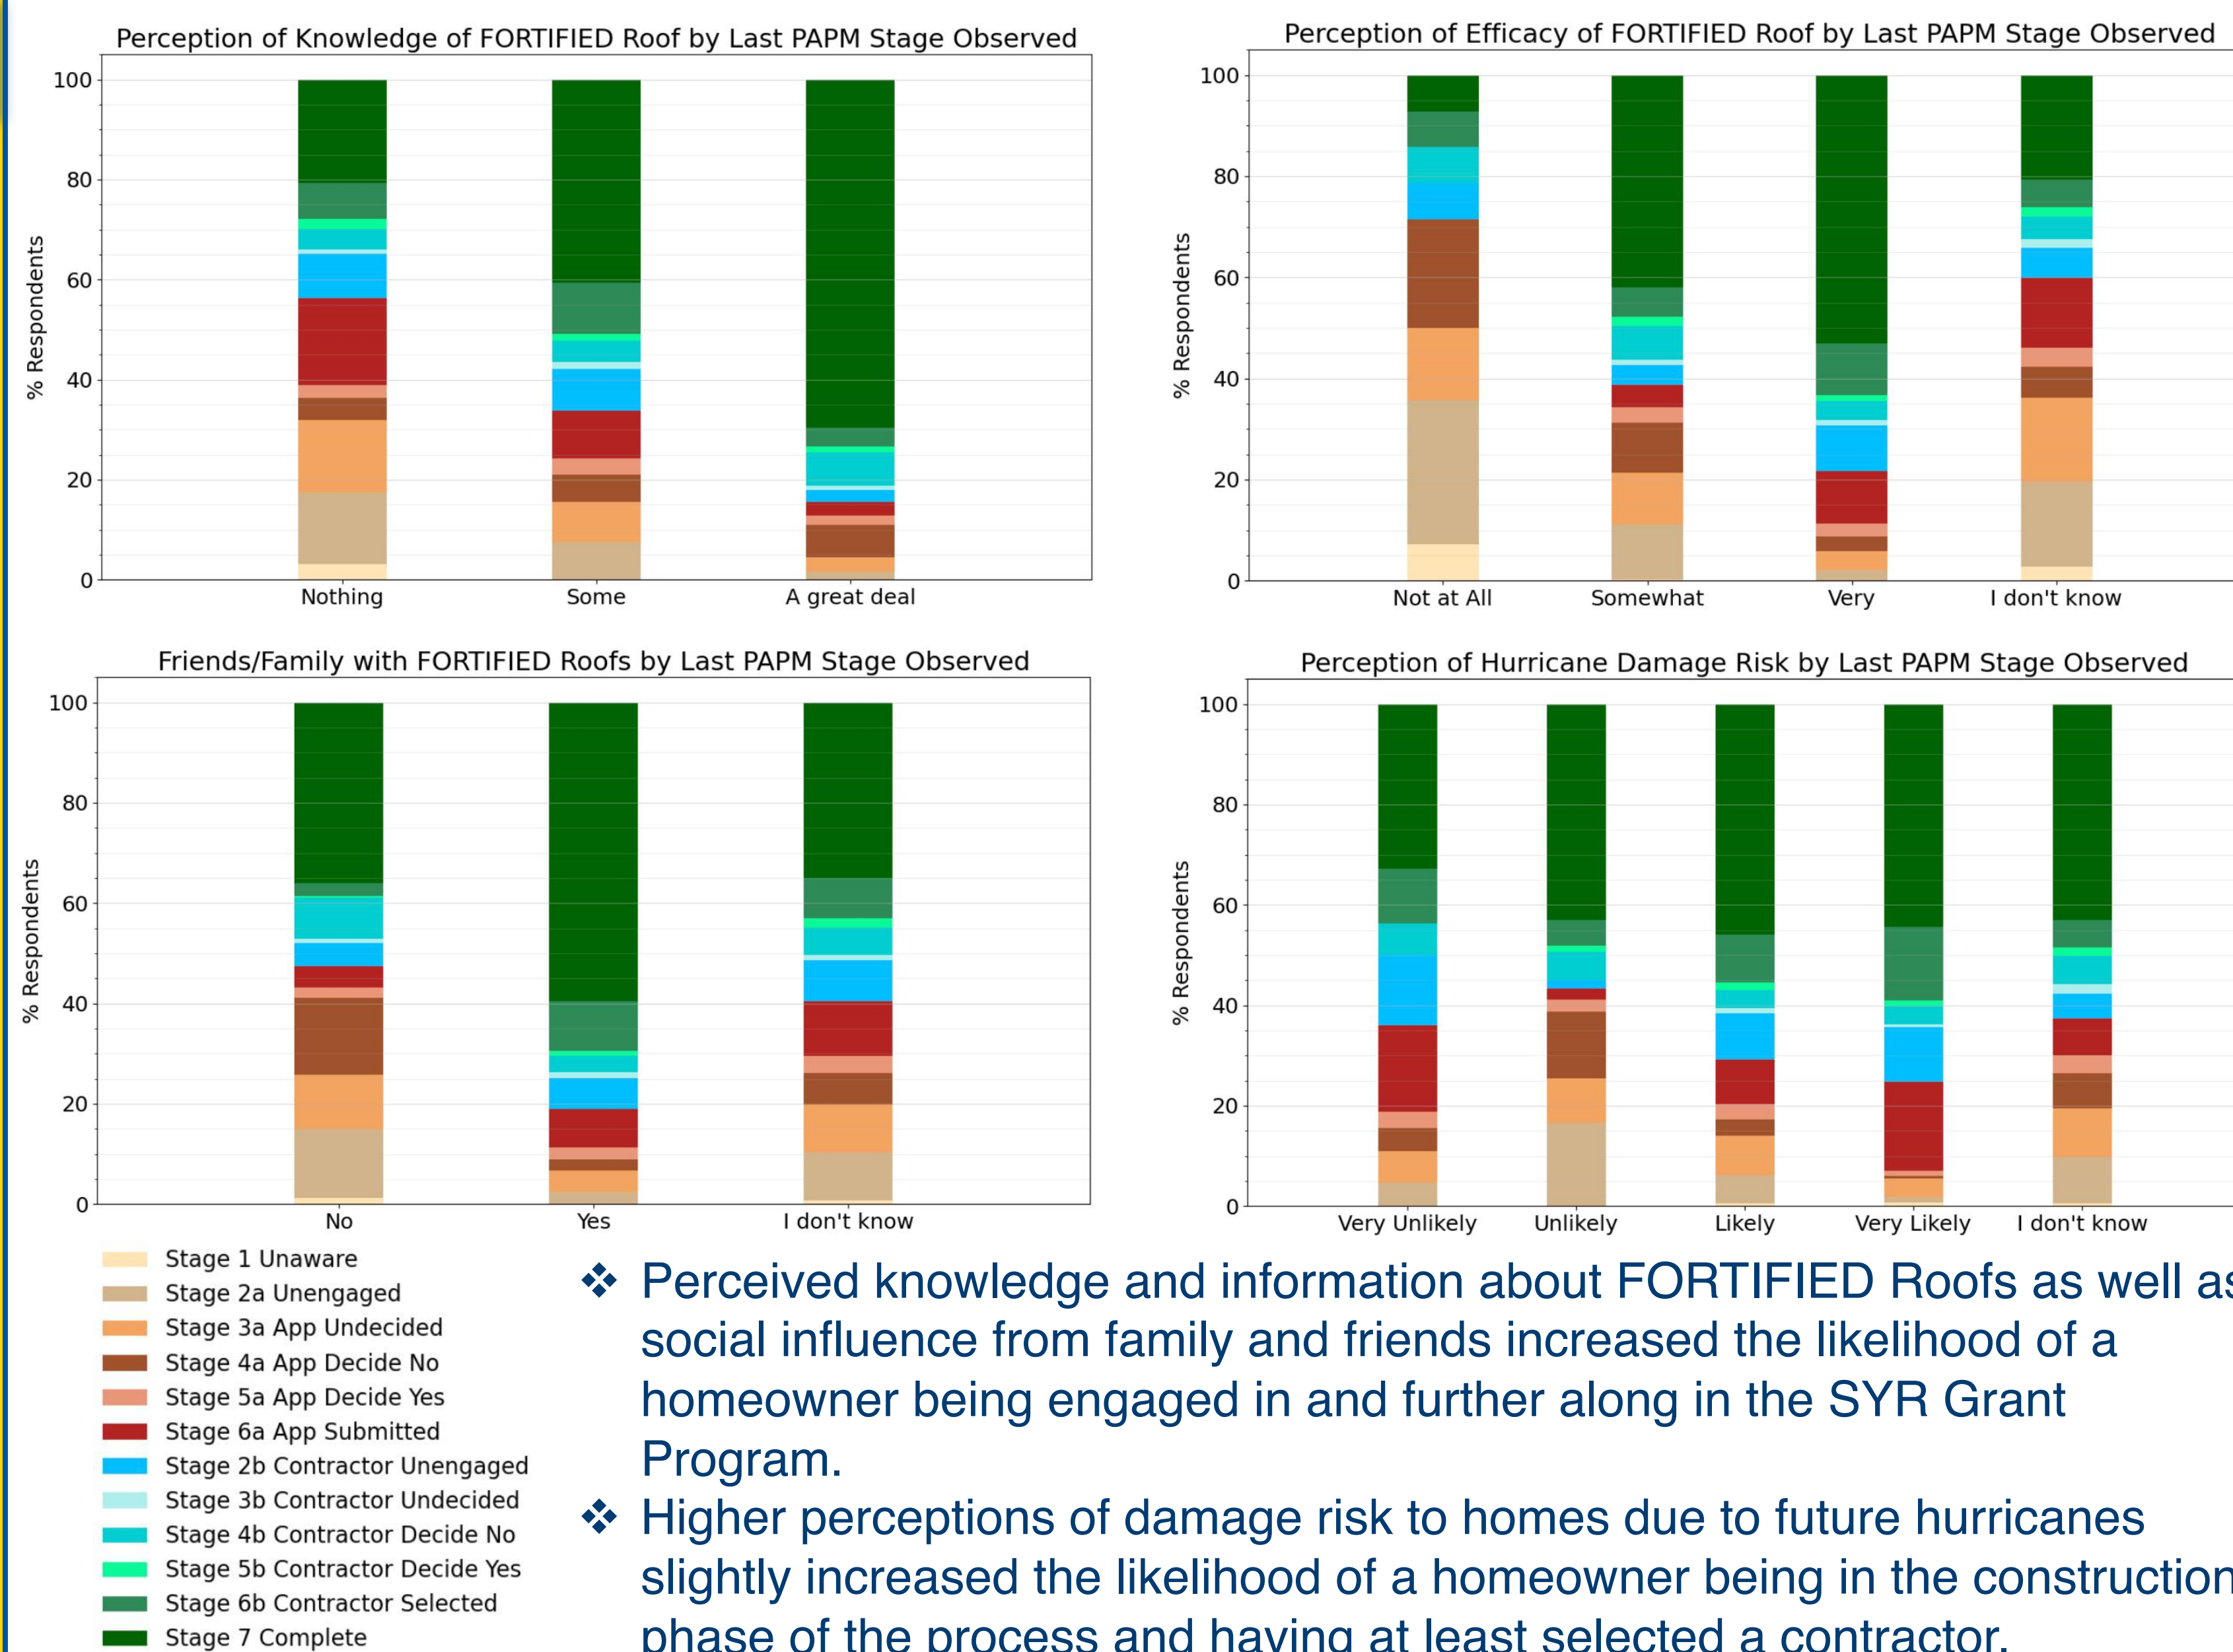 Perception of Knowledge of FORTIFIED Roof by Last PAPM Stage Observed
% Respondents
100
80
60
40
20
0
Nothing Some A great deal
Perception of Efficacy of FORTIFIED Roof by Last PAPM Stage Observed
% Respondents
100
80
60
40
20
0
Not at All Somewhat Very I don't know
Friends/Family with FORTIFIED Roofs by Last PAPM Stage Observed
% Respondents
100
80
60
40
20
0
No Yes I don't know
Perception of Hurricane Damage Risk by Last PAPM Stage Observed
% Respondents
100
80
60
40
20
0
Very Unlikely Unlikely Likely Very Likely I don't know
Stage 1 Unaware
Stage 2a Unengaged
Stage 3a App Undecided
Stage 4a App Decide No
Stage 5a App Decide Yes
Stage 6a App Submitted
Stage 2b Contractor Unengaged
Stage 3b Contractor Undecided
Stage 4b Contractor Decide No
Stage 5b Contractor Decide Yes
Stage 6b Contractor Selected
Stage 7 Complete
❖ Perceived knowledge and information about FORTIFIED Roofs as well as
social influence from family and friends increased the likelihood of a
homeowner being engaged in and further along in the SYR Grant
Program.
❖ Higher perceptions of damage risk to homes due to future hurricanes
slightly increased the likelihood of a homeowner being in the construction
phase of the process and having at least selected a contractor.